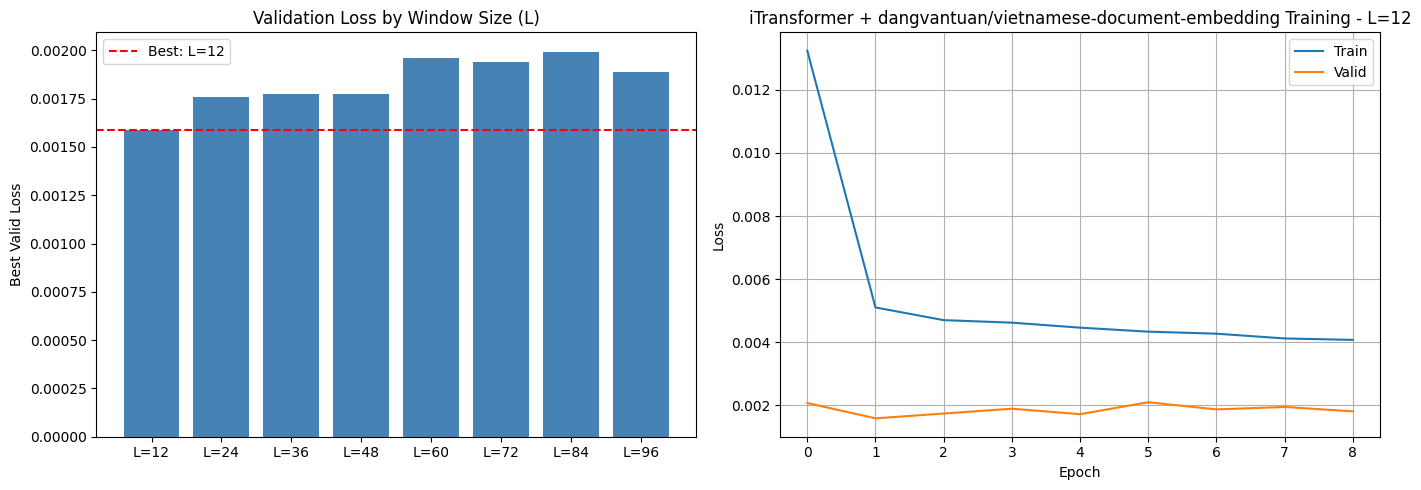 Validation Loss by Window Size (L)
Best: L=12
Best Valid Loss
0.00200
0.00175
0.00150
0.00125
0.00100
0.00075
0.00050
0.00025
0.00000
L=12 L=24 L=36 L=48 L=60 L=72 L=84 L=96
iTransformer + dangvantuan/vietnamese-document-embedding Training - L=12
Train
Valid
Loss
0.012
0.010
0.008
0.006
0.004
0.002
0 1 2 3 4 5 6 7 8
Epoch